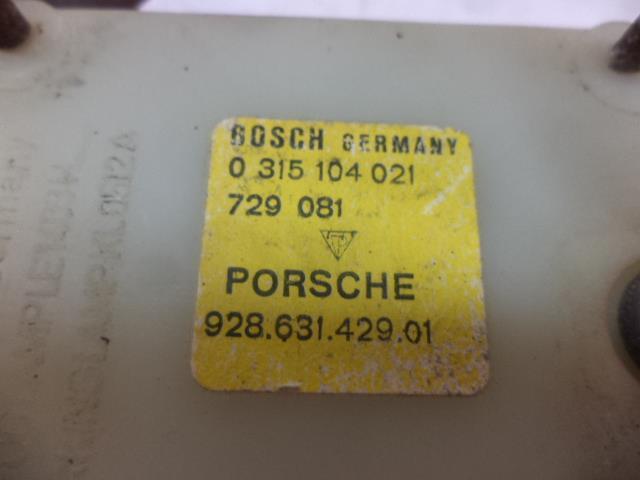 BOSCH GERMANY
0 315 104 021
729 081
PORSCHE
928.631.429.01